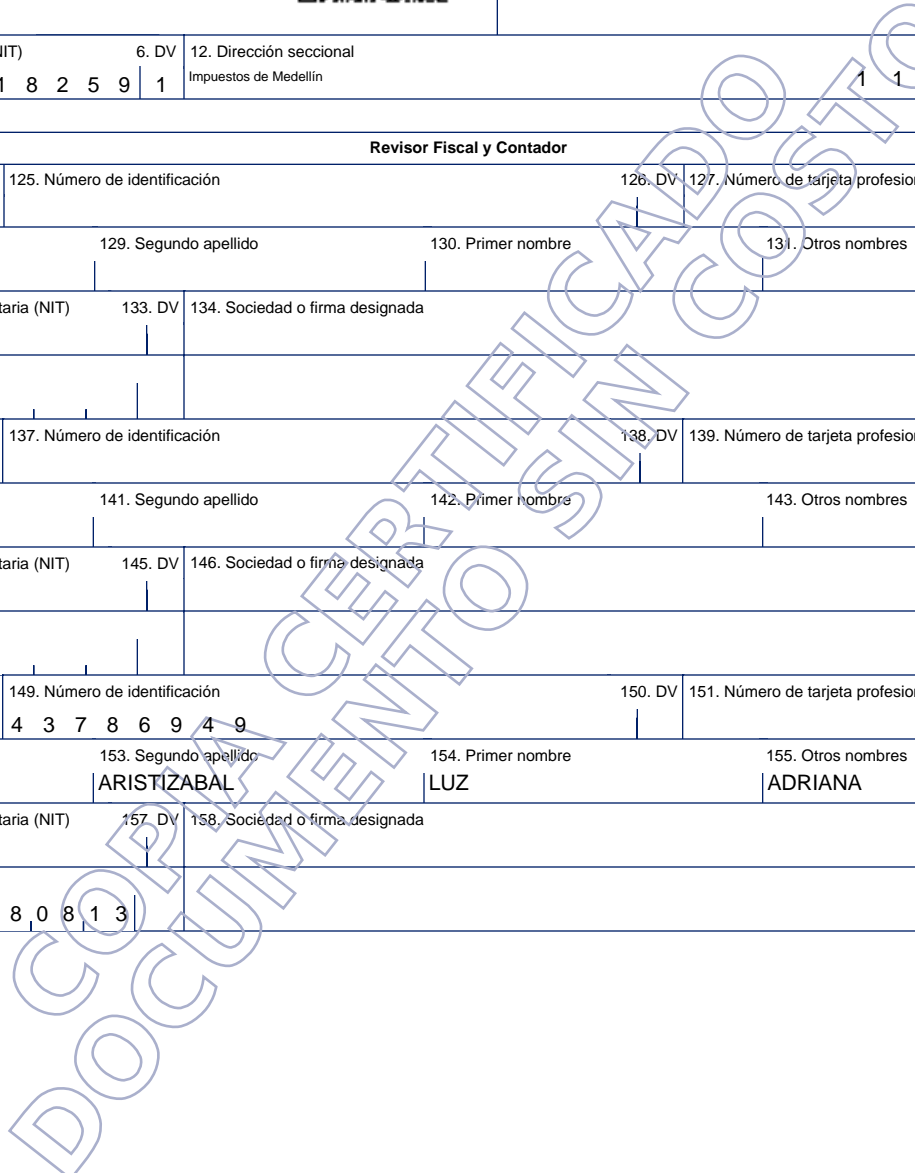 NIT) 6. DV 12. Dirección seccional
1 8 2 5 9 1 Impuestos de Medellín 1 1
Revisor Fiscal y Contador
125. Número de identificación 126. DV 127. Número de tarjeta profesion
129. Segundo apellido 130. Primer nombre 131. Otros nombres
taria (NIT) 133. DV 134. Sociedad o firma designada
137. Número de identificación 138. DV 139. Número de tarjeta profesion
141. Segundo apellido 142. Primer nombre 143. Otros nombres
taria (NIT) 145. DV 146. Sociedad o firma designada
149. Número de identificación 150. DV 151. Número de tarjeta profesion
4 3 7 8 6 9 4 9
153. Segundo apellido 154. Primer nombre 155. Otros nombres
ARISTIZABAL LUZ ADRIANA
taria (NIT) 157. DV 158. Sociedad o firma designada
8 0 8 1 3
COPIA CERTIFICADO
DOCUMENTO SIN COSTO